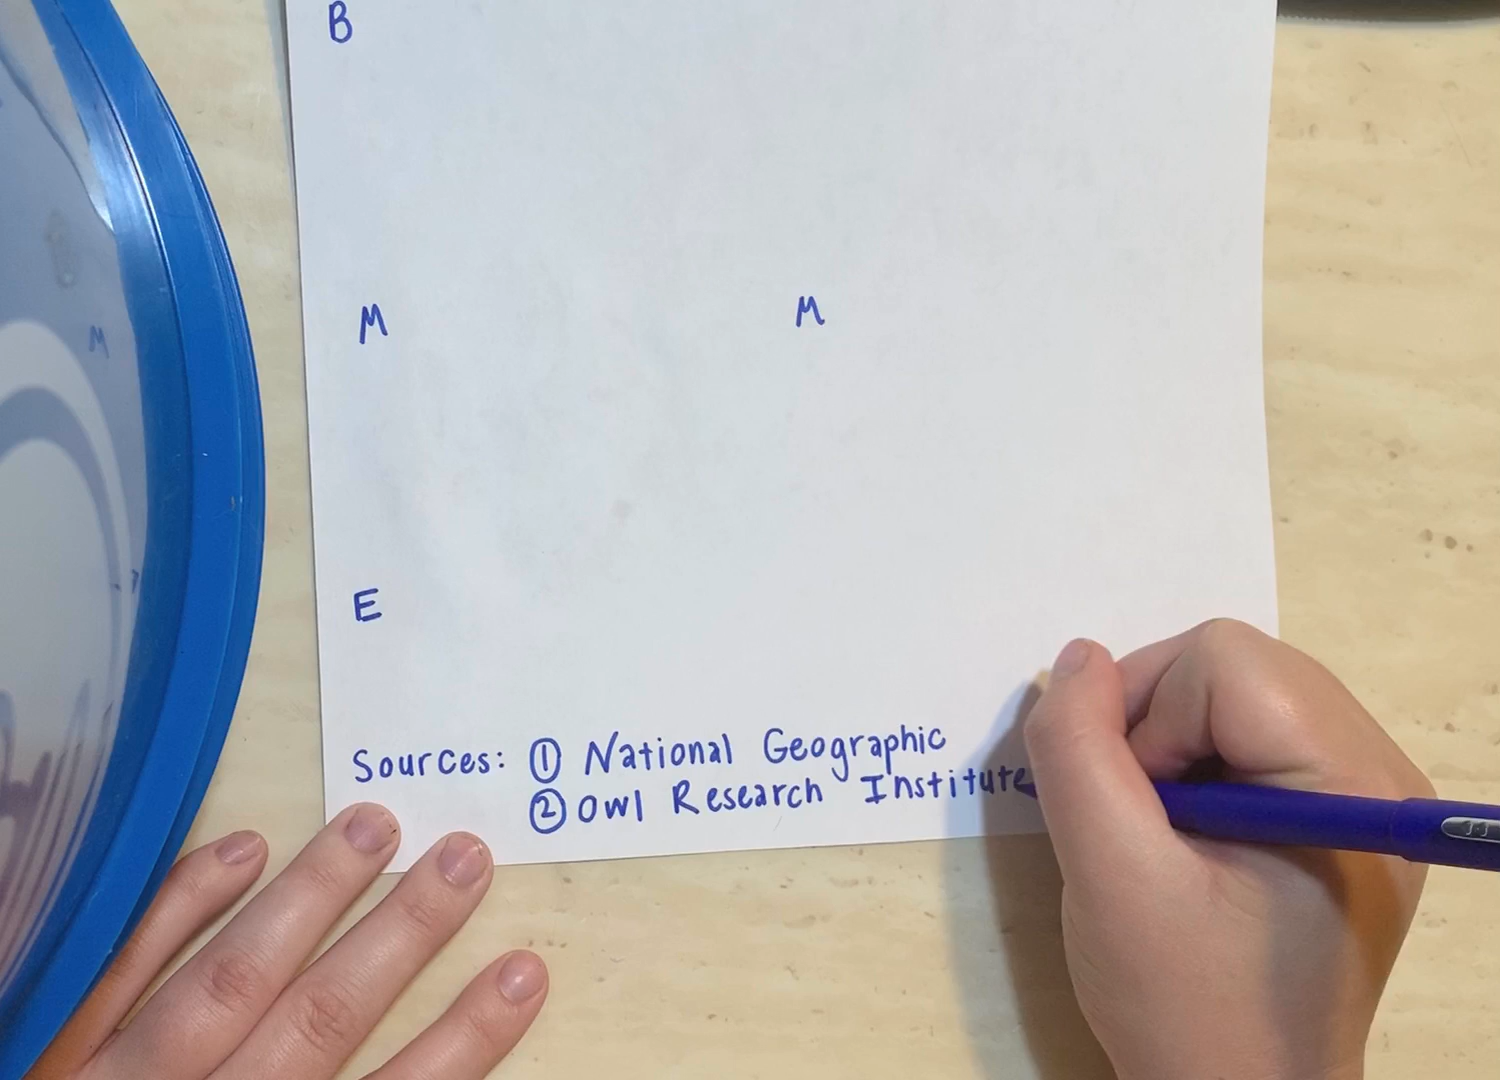 B
M M
E
Sources: ① National Geographic
② Owl Research Institute
M